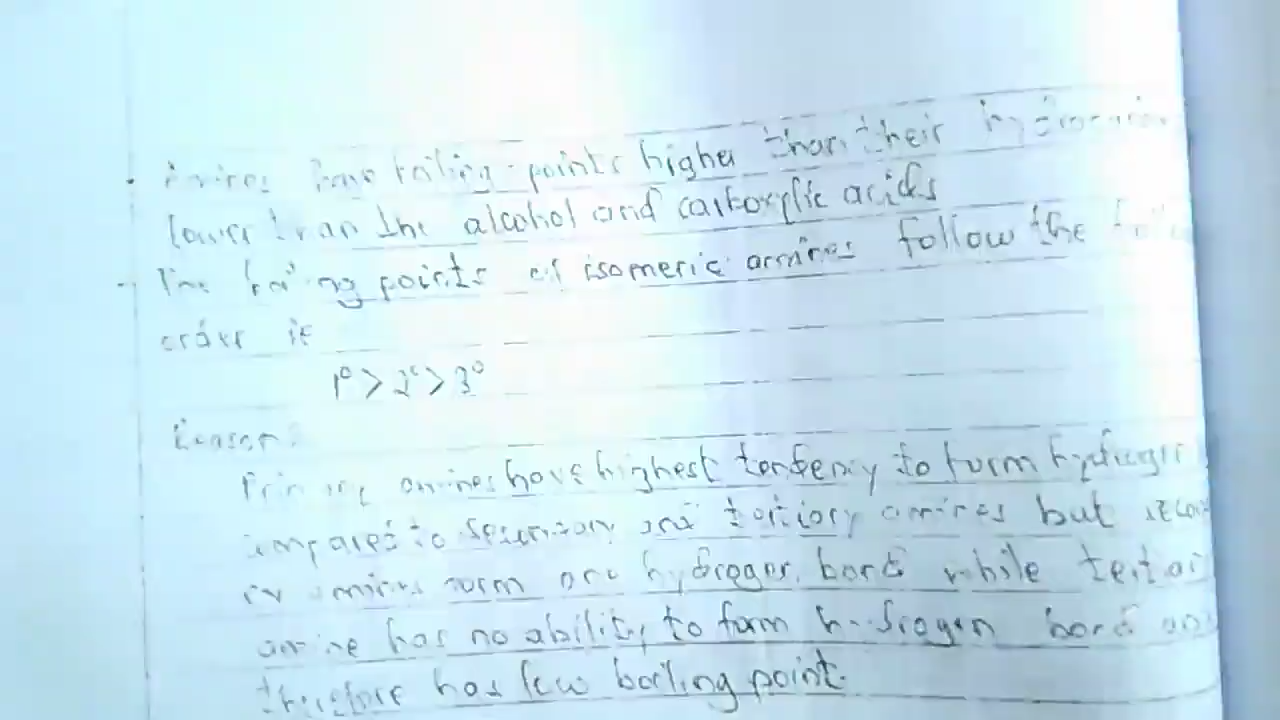 Amines have boiling points higher than their
lower than the alcohol and carboxylic acids
The boiling points of isomeric amines follow the
order is
1° > 2° > 3°
Reason:
Primary amines have highest tendency to form hydrogen
compared to secondary and tertiary amines but
amines form one hydrogen bond while
amine has no ability to form hydrogen bond
therefore has low boiling point.